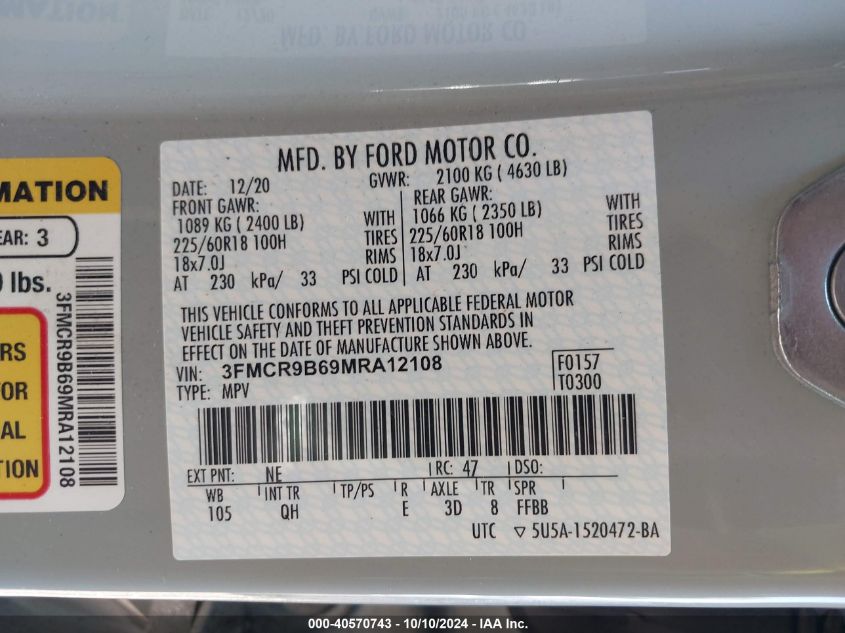 MFD. BY FORD MOTOR CO.
DATE: 12/20 GVWR: 2100 KG ( 4630 LB)
FRONT GAWR: REAR GAWR:
1089 KG ( 2400 LB) WITH 1066 KG ( 2350 LB) WITH
225/60R18 100H TIRES 225/60R18 100H TIRES
18x7.0J RIMS 18x7.0J RIMS
AT 230 kPa/ 33 PSI COLD AT 230 kPa/ 33 PSI COLD
THIS VEHICLE CONFORMS TO ALL APPLICABLE FEDERAL MOTOR
VEHICLE SAFETY AND THEFT PREVENTION STANDARDS IN
EFFECT ON THE DATE OF MANUFACTURE SHOWN ABOVE.
VIN: 3FMCR9B69MRA12108 F0157
TYPE: MPV T0300
EXT PNT: NE RC: 47 DSO:
WB INT TR TP/PS R AXLE TR SPR
105 QH E 3D 8 FFBB
UTC ▽ 5U5A-1520472-BA
MATION
EAR: 3
lbs.
RS
TOR
AL
TION
3FMCR9B69MRA12108
000-40570743 - 10/10/2024 - IAA Inc.